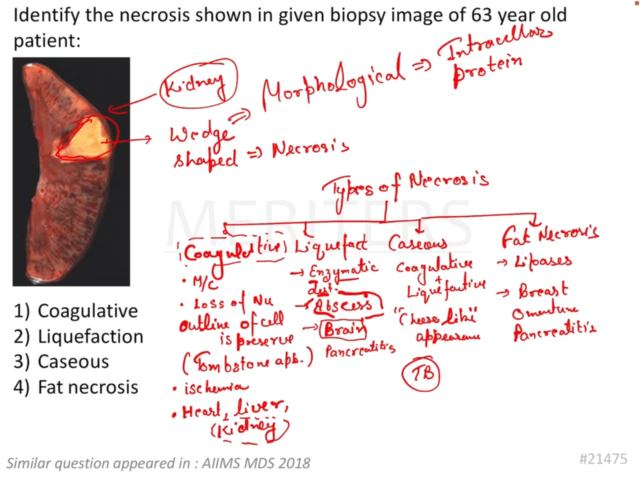 Identify the necrosis shown in given biopsy image of 63 year old
patient:
Kidney
Morphological ⇒ Intracellar
protein
Wedge
shaped ⇒ Necrosis
Types of Necrosis
MERITERS
(Coagulative)
• M/C
• Loss of Nu
outline of cell
is preserve
(Tombstone app.)
• ischemia
• Heart, liver,
(Kidney)
Liquefact
→ Enzymatic
→ Abscess
→ Brain
Pancreatitis
Caseous
Coagulative
+
Liquefactive
"Cheese like"
appearence
TB
Fat Necrosis
→ Lipases
→ Breast
Omentum
Pancreatitis
1) Coagulative
2) Liquefaction
3) Caseous
4) Fat necrosis
Similar question appeared in : AIIMS MDS 2018
#21475